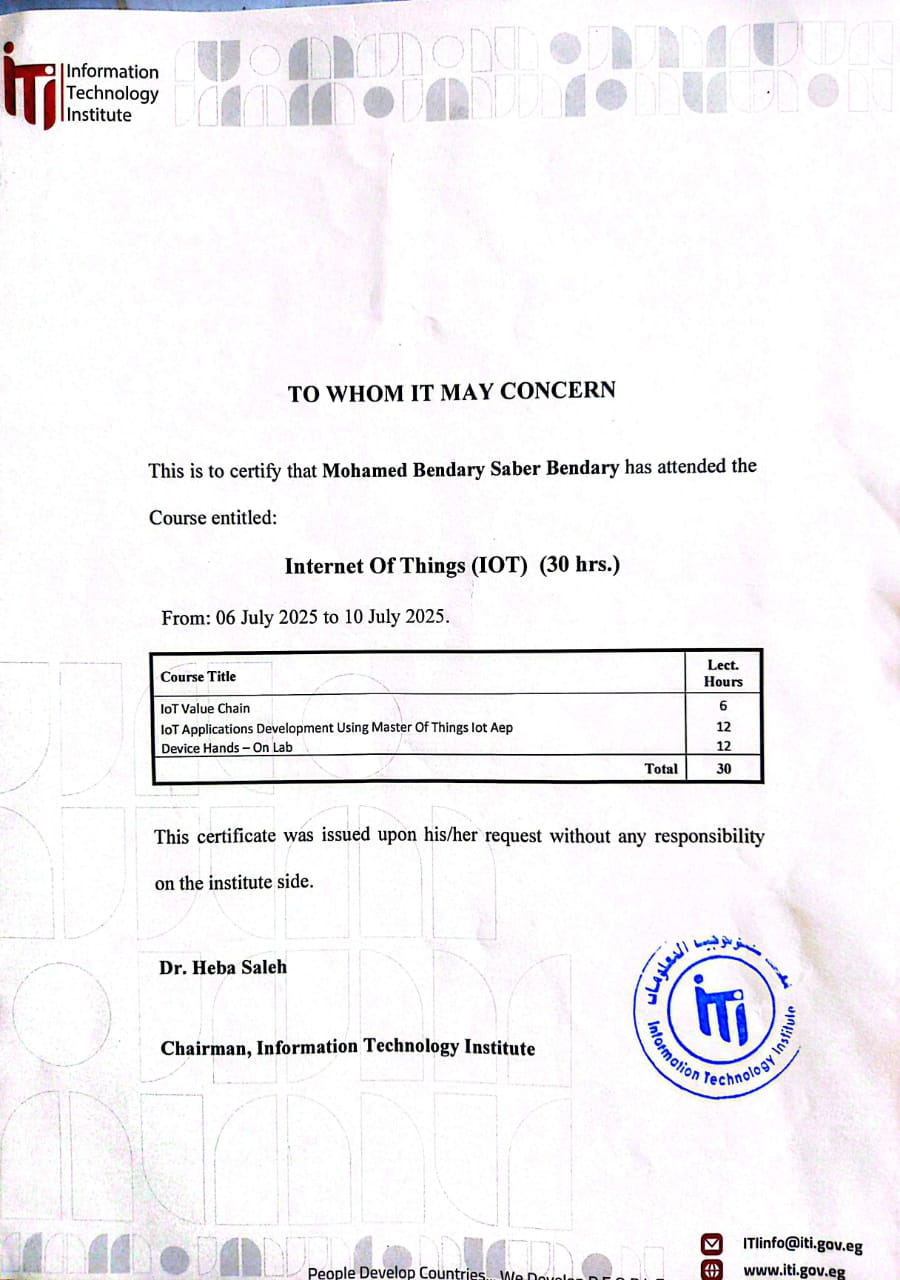 iTi
Information
Technology
Institute
TO WHOM IT MAY CONCERN
This is to certify that Mohamed Bendary Saber Bendary has attended the
Course entitled:
Internet Of Things (IOT) (30 hrs.)
From: 06 July 2025 to 10 July 2025.
Course Title Lect. Hours
IoT Value Chain 6
IoT Applications Development Using Master Of Things Iot Aep 12
Device Hands – On Lab 12
Total 30
This certificate was issued upon his/her request without any responsibility
on the institute side.
Dr. Heba Saleh
Chairman, Information Technology Institute
المعلومات
iTi
Information Technology Institute
ITIinfo@iti.gov.eg
www.iti.gov.eg
People Develop Countries... We Develop